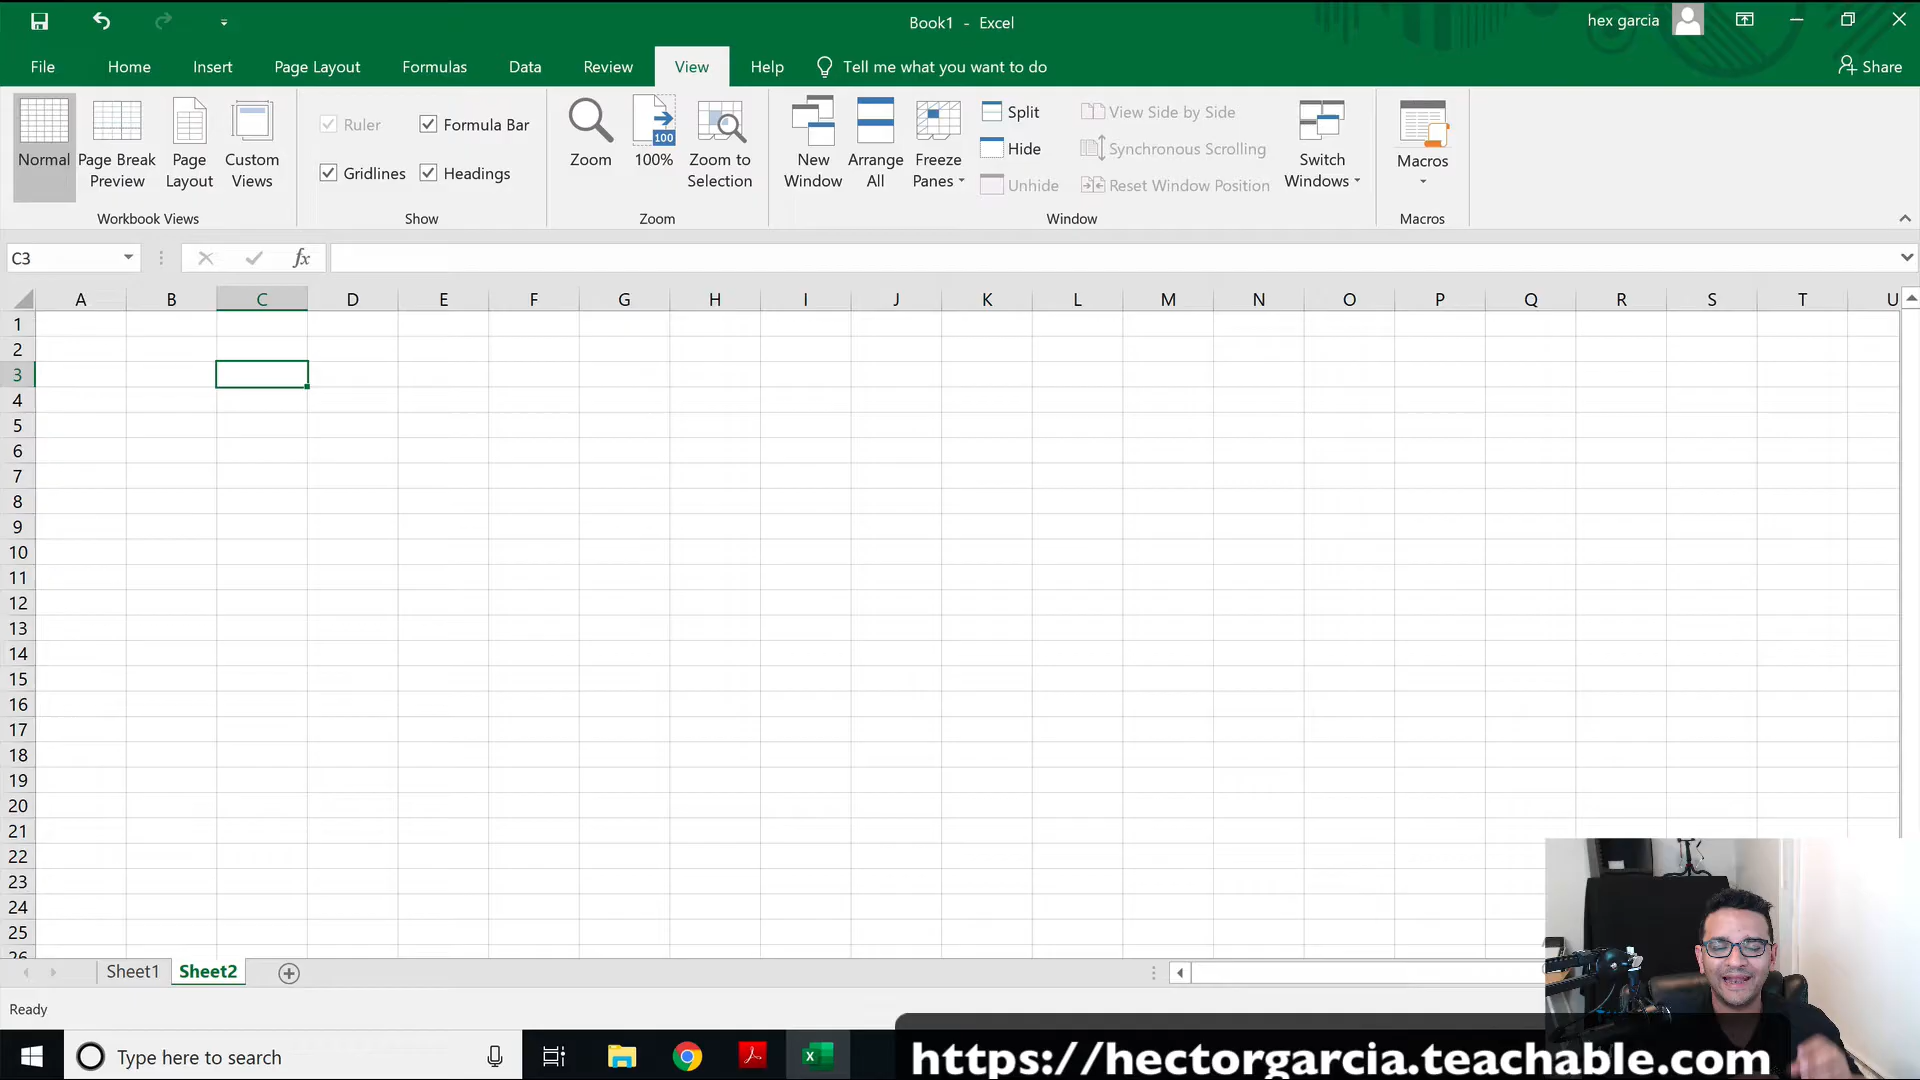 Book1 - Excel
hex garcia
File Home Insert Page Layout Formulas Data Review View Help Tell me what you want to do Share
Normal
Page Break Preview
Page Layout
Custom Views
Workbook Views
Ruler
Formula Bar
Gridlines
Headings
Show
Zoom
100
100%
Zoom to Selection
Zoom
New Window
Arrange All
Freeze Panes
Split
Hide
Unhide
View Side by Side
Synchronous Scrolling
Reset Window Position
Switch Windows
Window
Macros
Macros
C3
fx
A B C D E F G H I J K L M N O P Q R S T U
1
2
3
4
5
6
7
8
9
10
11
12
13
14
15
16
17
18
19
20
21
22
23
24
25
26
Sheet1 Sheet2
Ready
Type here to search
https://hectorgarcia.teachable.com